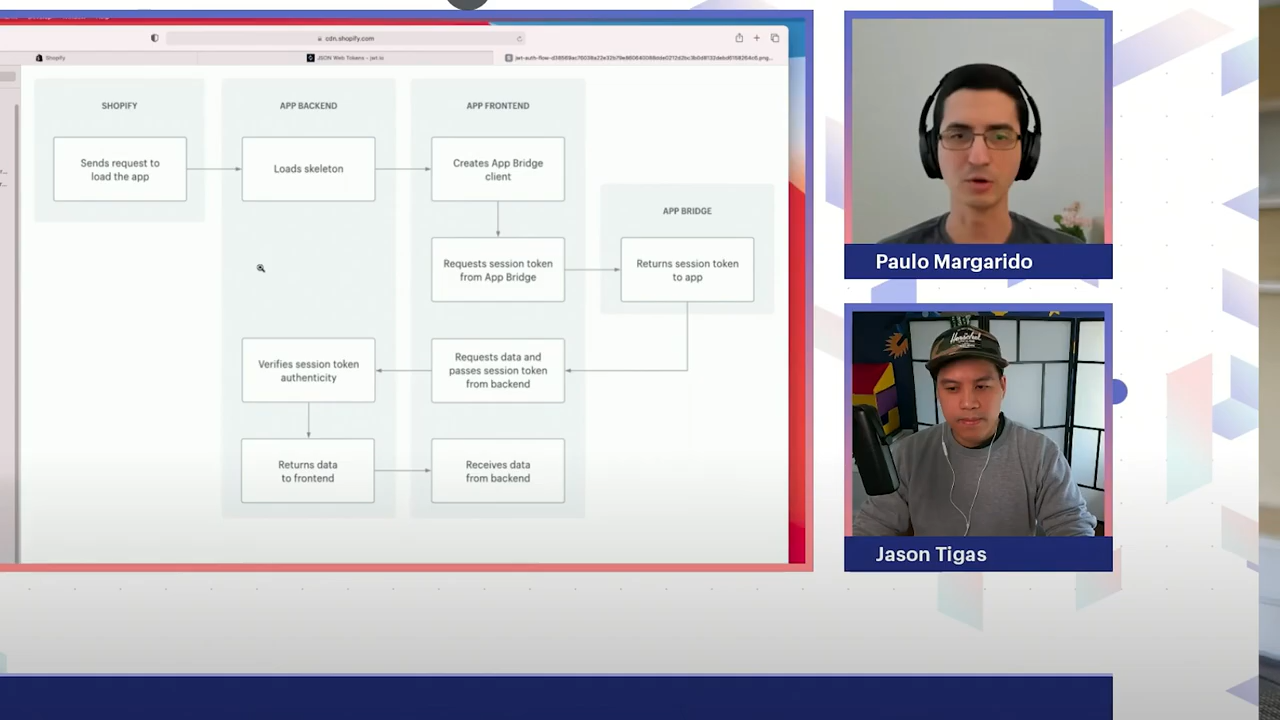 cdn.shopify.com
Shopify
JSON Web Tokens - jwt.io
SHOPIFY
APP BACKEND
APP FRONTEND
Sends request to
load the app
Loads skeleton
Creates App Bridge
client
APP BRIDGE
Requests session token
from App Bridge
Returns session token
to app
Verifies session token
authenticity
Requests data and
passes session token
from backend
Returns data
to frontend
Receives data
from backend
Paulo Margarido
Herschel
Jason Tigas